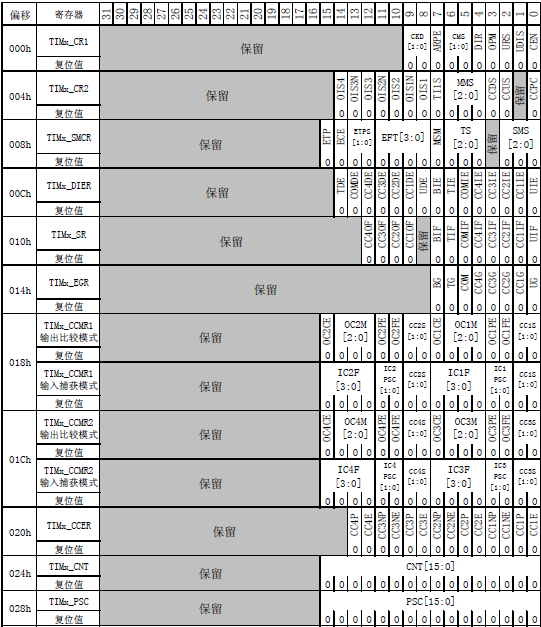 偏移 寄存器 31 30 29 28 27 26 25 24 23 22 21 20 19 18 17 16 15 14 13 12 11 10 9 8 7 6 5 4 3 2 1 0
000h TIMx_CR1 保留 CKD [1:0] ARPE CMS [1:0] DIR OPM URS UDIS CEN
复位值 0 0 0 0 0 0 0 0 0 0
004h TIMx_CR2 保留 OIS4 OIS3N OIS3 OIS2N OIS2 OIS1N OIS1 TI1S MMS [2:0] CCDS CCUS 保留 CCPC
复位值 0 0 0 0 0 0 0 0 0 0 0 0 0 0
008h TIMx_SMCR 保留 ETP ECE ETPS [1:0] EFT[3:0] MSM TS [2:0] 保留 SMS [2:0]
复位值 0 0 0 0 0 0 0 0 0 0 0 0 0 0 0
00Ch TIMx_DIER 保留 TDE COMDE CC4DE CC3DE CC2DE CC1DE UDE BIE TIE COMIE CC4IE CC3IE CC2IE CC1IE UIE
复位值 0 0 0 0 0 0 0 0 0 0 0 0 0 0 0
010h TIMx_SR 保留 CC4OF CC3OF CC2OF CC1OF 保留 BIF TIF COMIF CC4IF CC3IF CC2IF CC1IF UIF
复位值 0 0 0 0 0 0 0 0 0 0 0 0
014h TIMx_EGR 保留 BG TG COM CC4G CC3G CC2G CC1G UG
复位值 0 0 0 0 0 0 0 0
018h TIMx_CCMR1 输出比较模式 保留 OC2CE OC2M [2:0] OC2PE OC2FE CC2S [1:0] OC1CE OC1M [2:0] OC1PE OC1FE CC1S [1:0]
复位值 0 0 0 0 0 0 0 0 0 0 0 0 0 0 0 0
TIMx_CCMR1 输入捕获模式 保留 IC2F [3:0] IC2 PSC [1:0] CC2S [1:0] IC1F [3:0] IC1 PSC [1:0] CC1S [1:0]
复位值 0 0 0 0 0 0 0 0 0 0 0 0 0 0 0 0
01Ch TIMx_CCMR2 输出比较模式 保留 OC4CE OC4M [2:0] OC4PE OC4FE CC4S [1:0] OC3CE OC3M [2:0] OC3PE OC3FE CC3S [1:0]
复位值 0 0 0 0 0 0 0 0 0 0 0 0 0 0 0 0
TIMx_CCMR2 输入捕获模式 保留 IC4F [3:0] IC4 PSC [1:0] CC4S [1:0] IC3F [3:0] IC3 PSC [1:0] CC3S [1:0]
复位值 0 0 0 0 0 0 0 0 0 0 0 0 0 0 0 0
020h TIMx_CCER 保留 CC4P CC4E CC3NP CC3NE CC3P CC3E CC2NP CC2NE CC2P CC2E CC1NP CC1NE CC1P CC1E
复位值 0 0 0 0 0 0 0 0 0 0 0 0 0 0
024h TIMx_CNT 保留 CNT[15:0]
复位值 0 0 0 0 0 0 0 0 0 0 0 0 0 0 0 0
028h TIMx_PSC 保留 PSC[15:0]
复位值 0 0 0 0 0 0 0 0 0 0 0 0 0 0 0 0